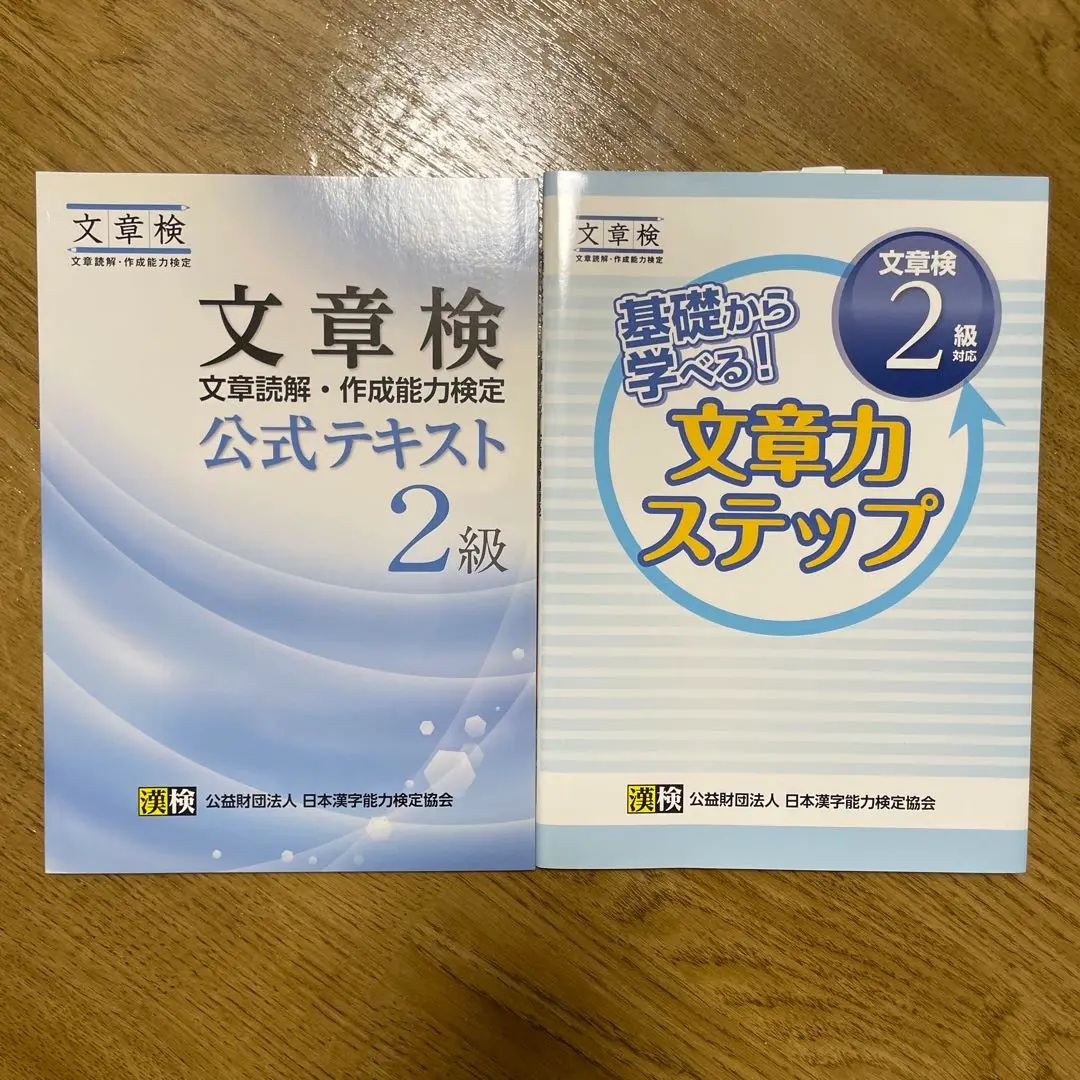 文章検
文章読解・作成能力検定
文章検
文章読解・作成能力検定
公式テキスト
2級
漢検 公益財団法人 日本漢字能力検定協会
文章検
文章読解・作成能力検定
文章検
2級
対応
基礎から
学べる！
文章力
ステップ
漢検 公益財団法人 日本漢字能力検定協会